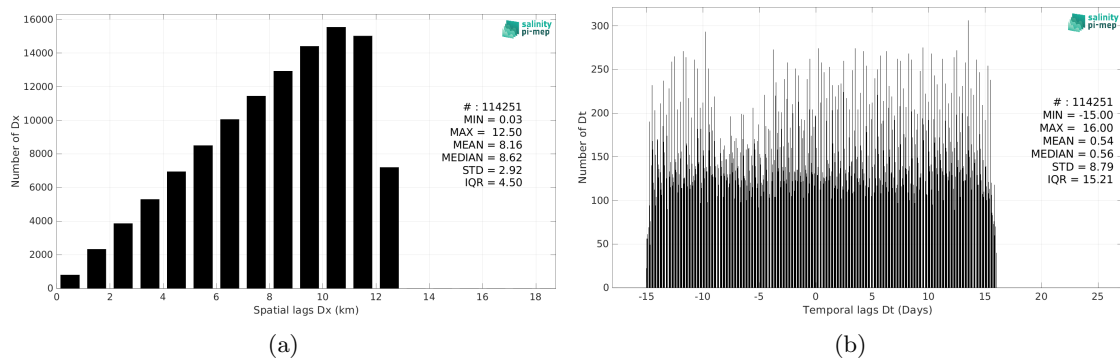 16000
14000
12000
10000
8000
6000
4000
2000
0
Number of Dx
salinity
pi-mep
# : 114251
MIN = 0.03
MAX = 12.50
MEAN = 8.16
MEDIAN = 8.62
STD = 2.92
IQR = 4.50
0 2 4 6 8 10 12 14 16 18
Spatial lags Dx (km)
(a)
300
250
200
150
100
50
0
Number of Dt
salinity
pi-mep
# : 114251
MIN = -15.00
MAX = 16.00
MEAN = 0.54
MEDIAN = 0.56
STD = 8.79
IQR = 15.21
-15 -10 -5 0 5 10 15 20 25
Temporal lags Dt (Days)
(b)